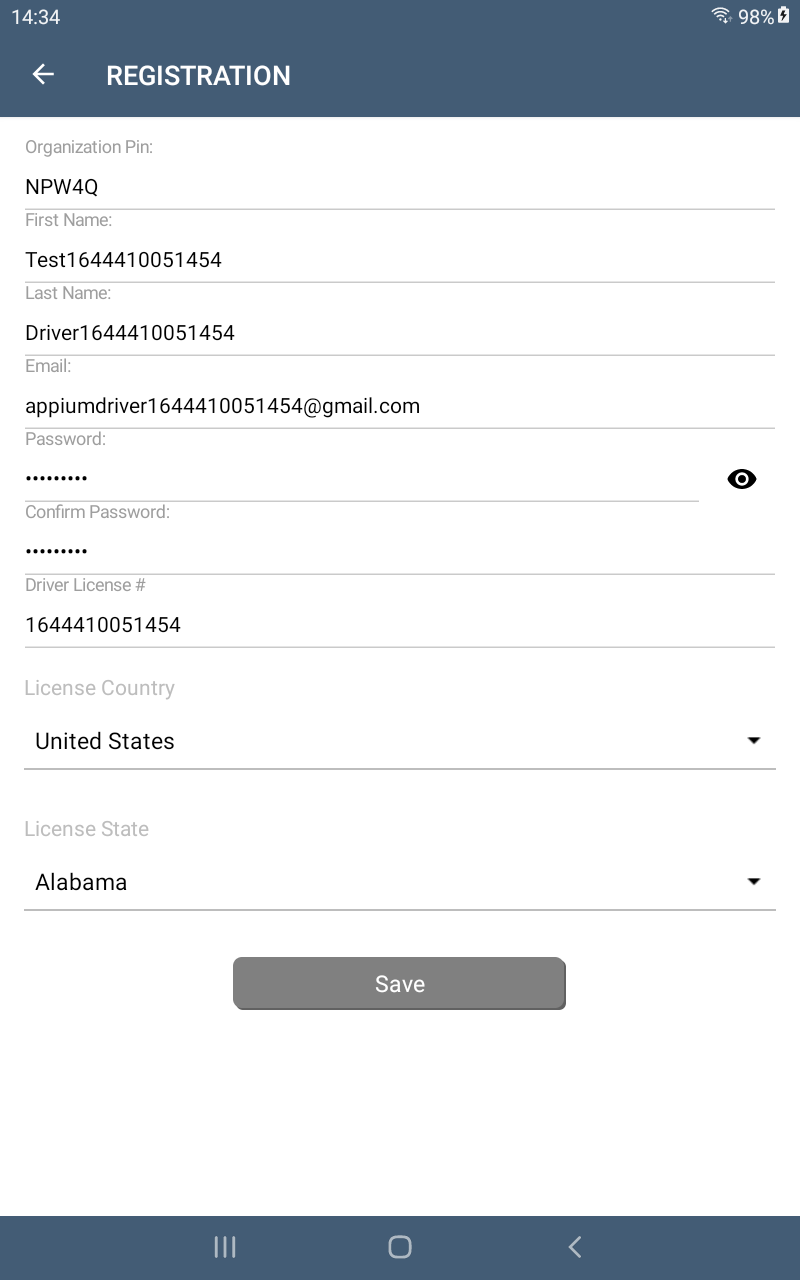 14:34 98%
REGISTRATION
Organization Pin:
NPW4Q
First Name:
Test1644410051454
Last Name:
Driver1644410051454
Email:
appiumdriver1644410051454@gmail.com
Password:
•••••••••
Confirm Password:
•••••••••
Driver License #
1644410051454
License Country
United States
License State
Alabama
Save